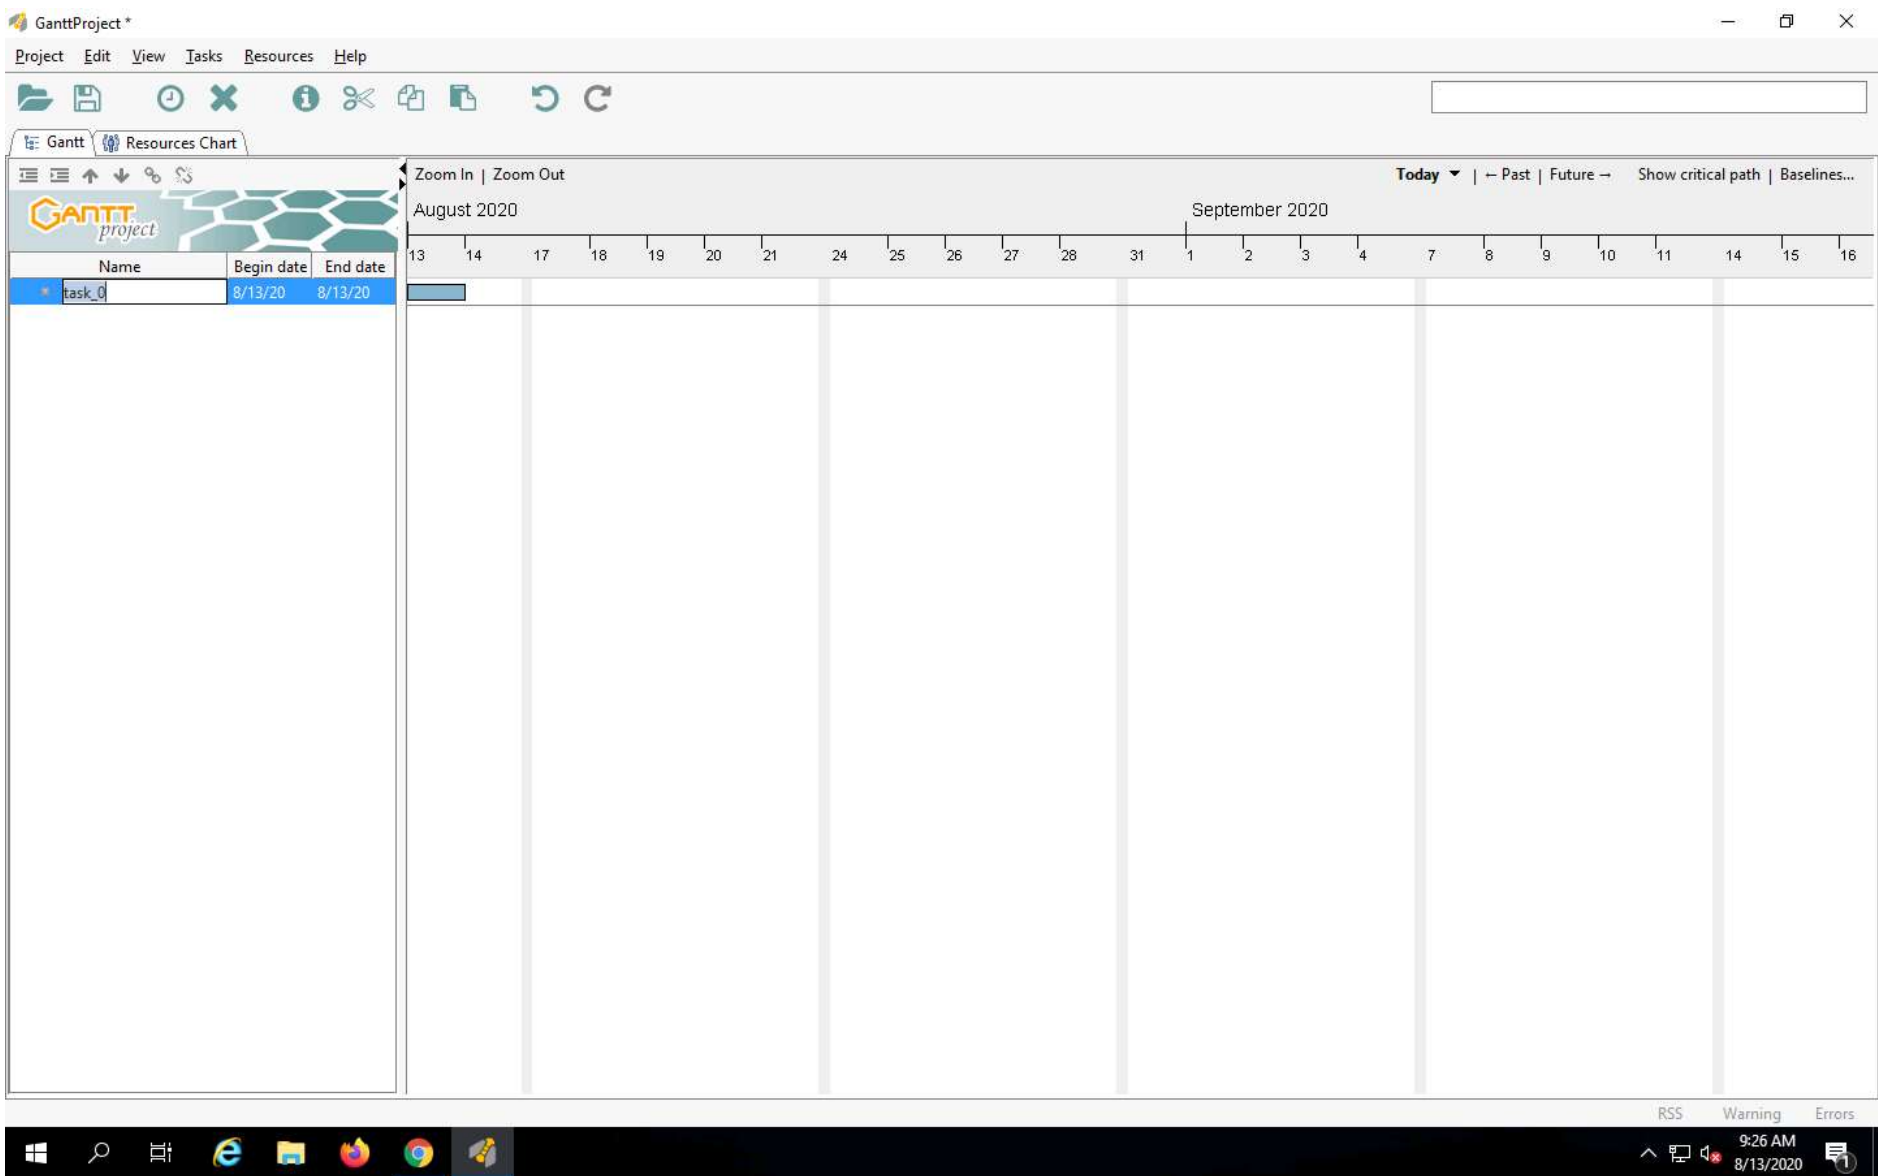 GanttProject *
Project Edit View Tasks Resources Help
Gantt Resources Chart
Zoom In | Zoom Out Today ▼ | ← Past | Future → Show critical path | Baselines...
GANTT project
August 2020 September 2020
13 14 17 18 19 20 21 24 25 26 27 28 31 1 2 3 4 7 8 9 10 11 14 15 16
Name Begin date End date
task_0 8/13/20 8/13/20
RSS Warning Errors
9:26 AM
8/13/2020
1